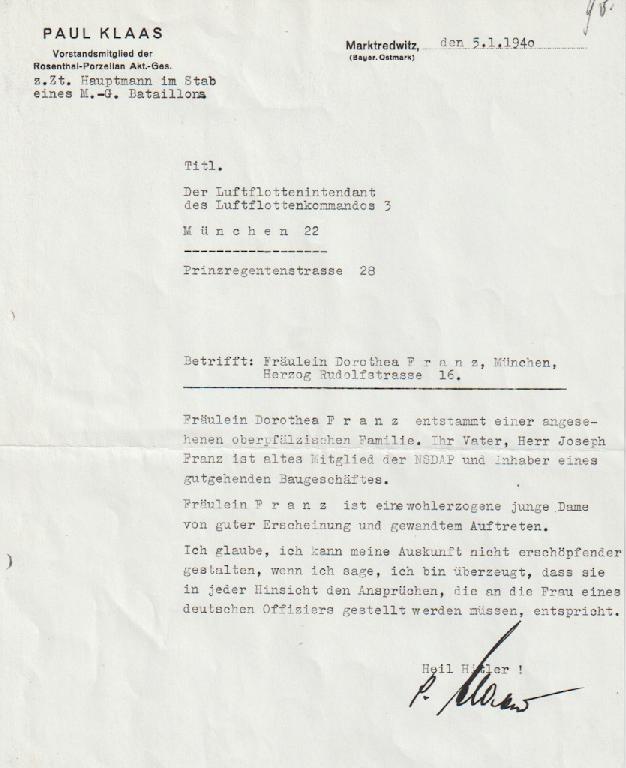 PAUL KLAAS
Vorstandsmitglied der
Rosenthal-Porzellan Akt.-Ges.
z.Zt. Hauptmann im Stab
eines M.-G. Bataillons
Marktredwitz, den 5.1.1940
(Bayer. Ostmark)
Titl.
Der Luftflottenintendant
des Luftflottenkommandos 3
M ü n c h e n 22
Prinzregentenstrasse 28
Betrifft: Fräulein Dorothea F r a n z, München,
Herzog Rudolfstrasse 16.
Fräulein Dorothea F r a n z entstammt einer angese-
henen oberpfälzischen Familie. Ihr Vater, Herr Joseph
Franz ist altes Mitglied der NSDAP und Inhaber eines
gutgehenden Baugeschäftes.
Fräulein F r a n z ist eine wohlerzogene junge Dame
von guter Erscheinung und gewandtem Auftreten.
Ich glaube, ich kann meine Auskunft nicht erschöpfender
gestalten, wenn ich sage, ich bin überzeugt, dass sie
in jeder Hinsicht den Ansprüchen, die an die Frau eines
deutschen Offiziers gestellt werden müssen, entspricht.
Heil Hitler !
P. Klaas